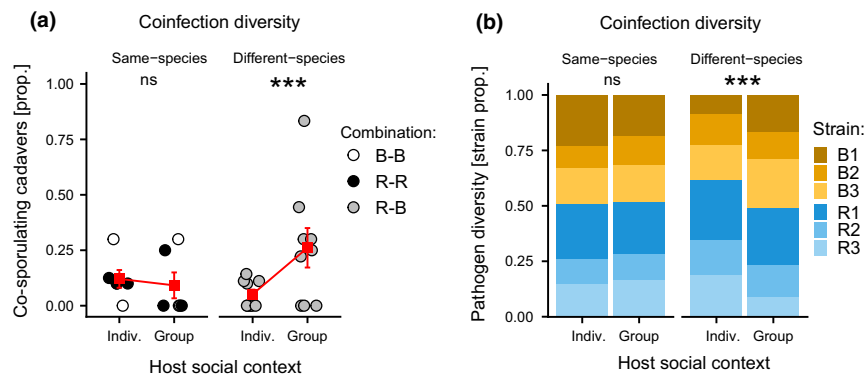 (a)
Coinfection diversity
Same−species
Different−species
ns
***
Co-sporulating cadavers [prop.]
1.00
0.75
0.50
0.25
0.00
Indiv.
Group
Indiv.
Group
Host social context
Combination:
B-B
R-R
R-B
(b)
Coinfection diversity
Same−species
Different−species
ns
***
Pathogen diversity [strain prop.]
1.00
0.75
0.50
0.25
0.00
Indiv.
Group
Indiv.
Group
Host social context
Strain:
B1
B2
B3
R1
R2
R3